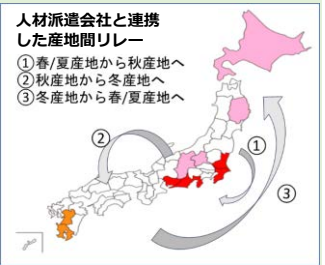 人材派遣会社と連携
した産地間リレー
①春/夏産地から秋産地へ
②秋産地から冬産地へ
③冬産地から春/夏産地へ
②
①
③